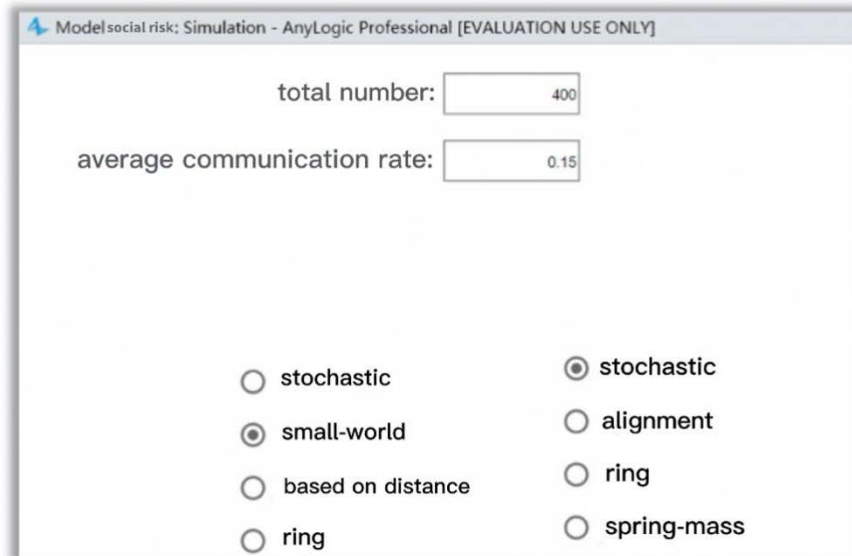 Model social risk: Simulation - AnyLogic Professional [EVALUATION USE ONLY]
total number: 400
average communication rate: 0.15
stochastic
small-world
based on distance
ring
stochastic
alignment
ring
spring-mass